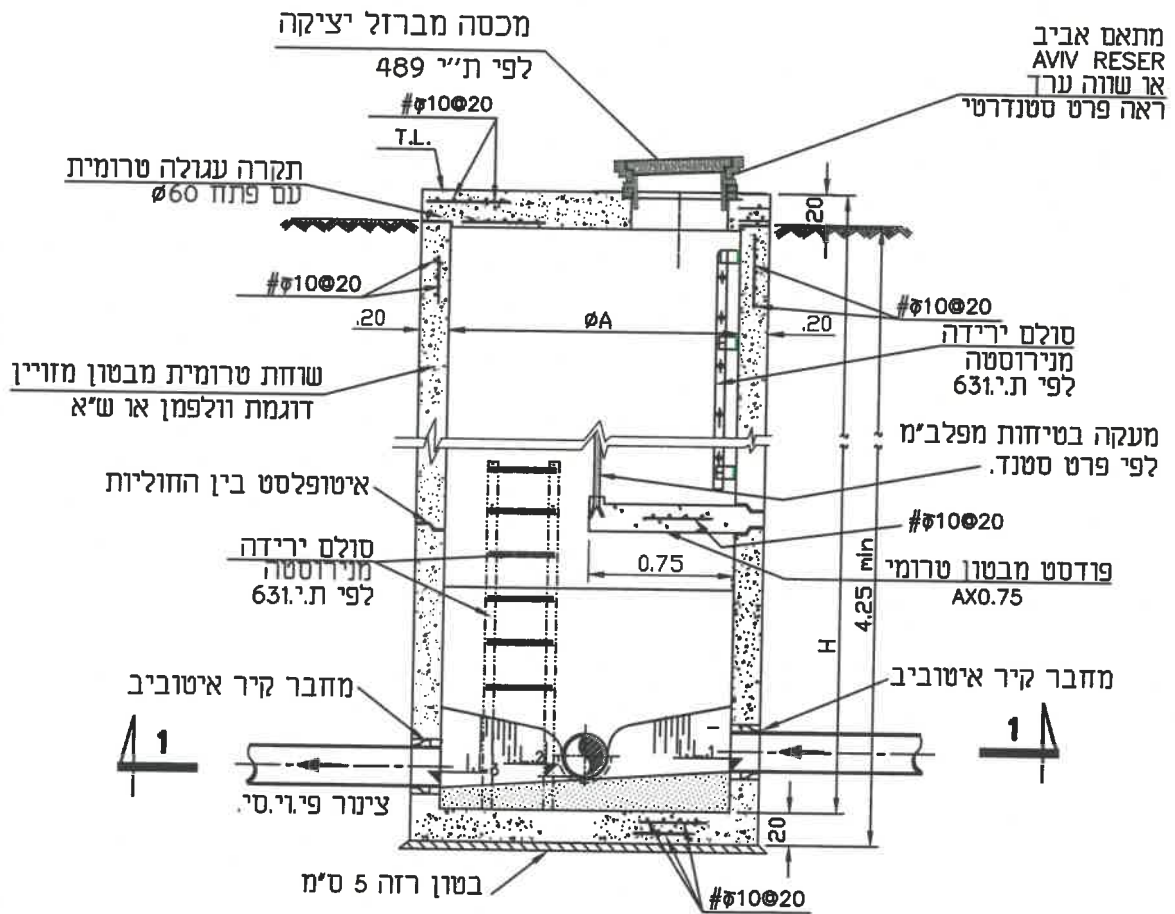 מכסה מברזל יציקה
לפי ת״י 489
מתאם אביב
AVIV RESER
או שווה ערך
ראה פרט סטנדרטי
#φ10@20
T.L.
תקרה עגולה טרומית
עם פתח ø60
20
#φ10@20
#φ10@20
.20
øA
.20
סולם ירידה
מנירוסטה
לפי ת.י.631
שוחת טרומית מבטון מזויין
דוגמת וולפמן או ש״א
מעקה בטיחות מפלב״מ
לפי פרט סטנד.
איטופלסט בין החוליות
#φ10@20
סולם ירידה
מנירוסטה
לפי ת.י.631
0.75
פודסט מבטון טרומי
AX0.75
H
4.25 min
מחבר קיר איטוביב
מחבר קיר איטוביב
1
1
1
2
3
צינור פי.וי.סי.
20
בטון רזה 5 ס״מ
#φ10@20